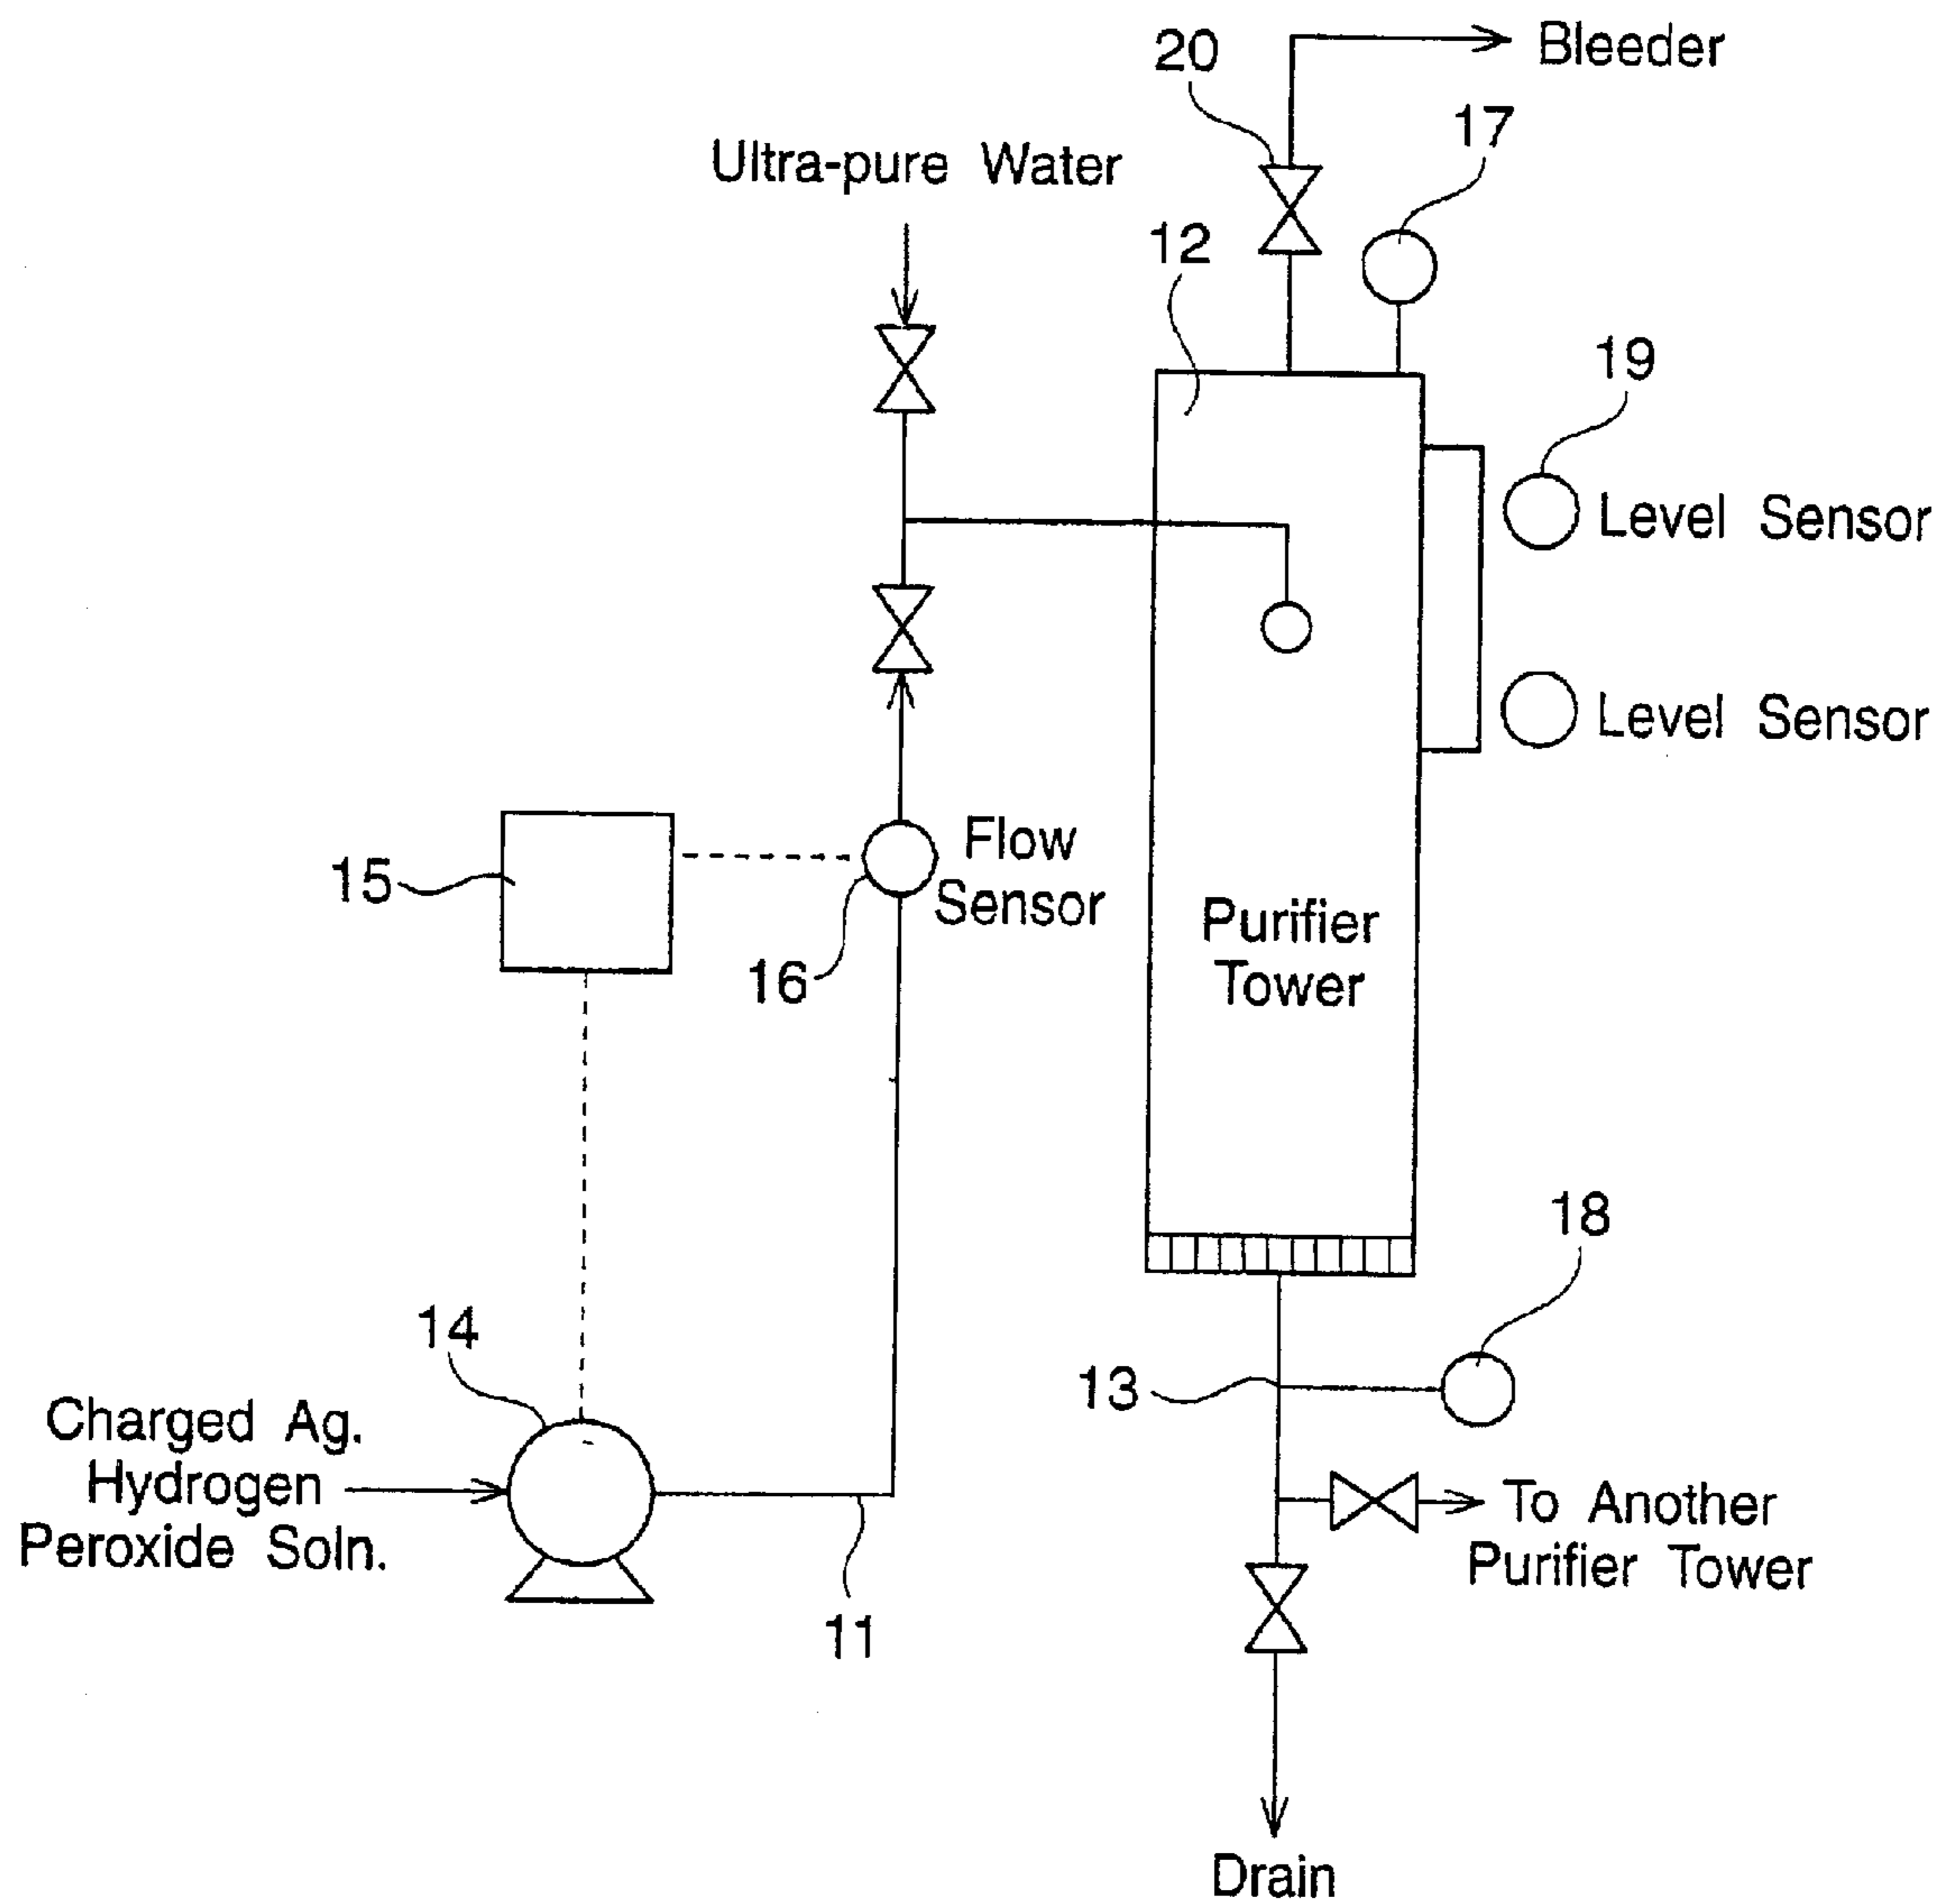 Bleeder
20
17
Ultra-pure Water
12
19
Level Sensor
Level Sensor
Flow
Sensor
15
16
Purifier
Tower
18
14
13
Charged Ag.
Hydrogen
Peroxide Soln.
To Another
Purifier Tower
11
Drain